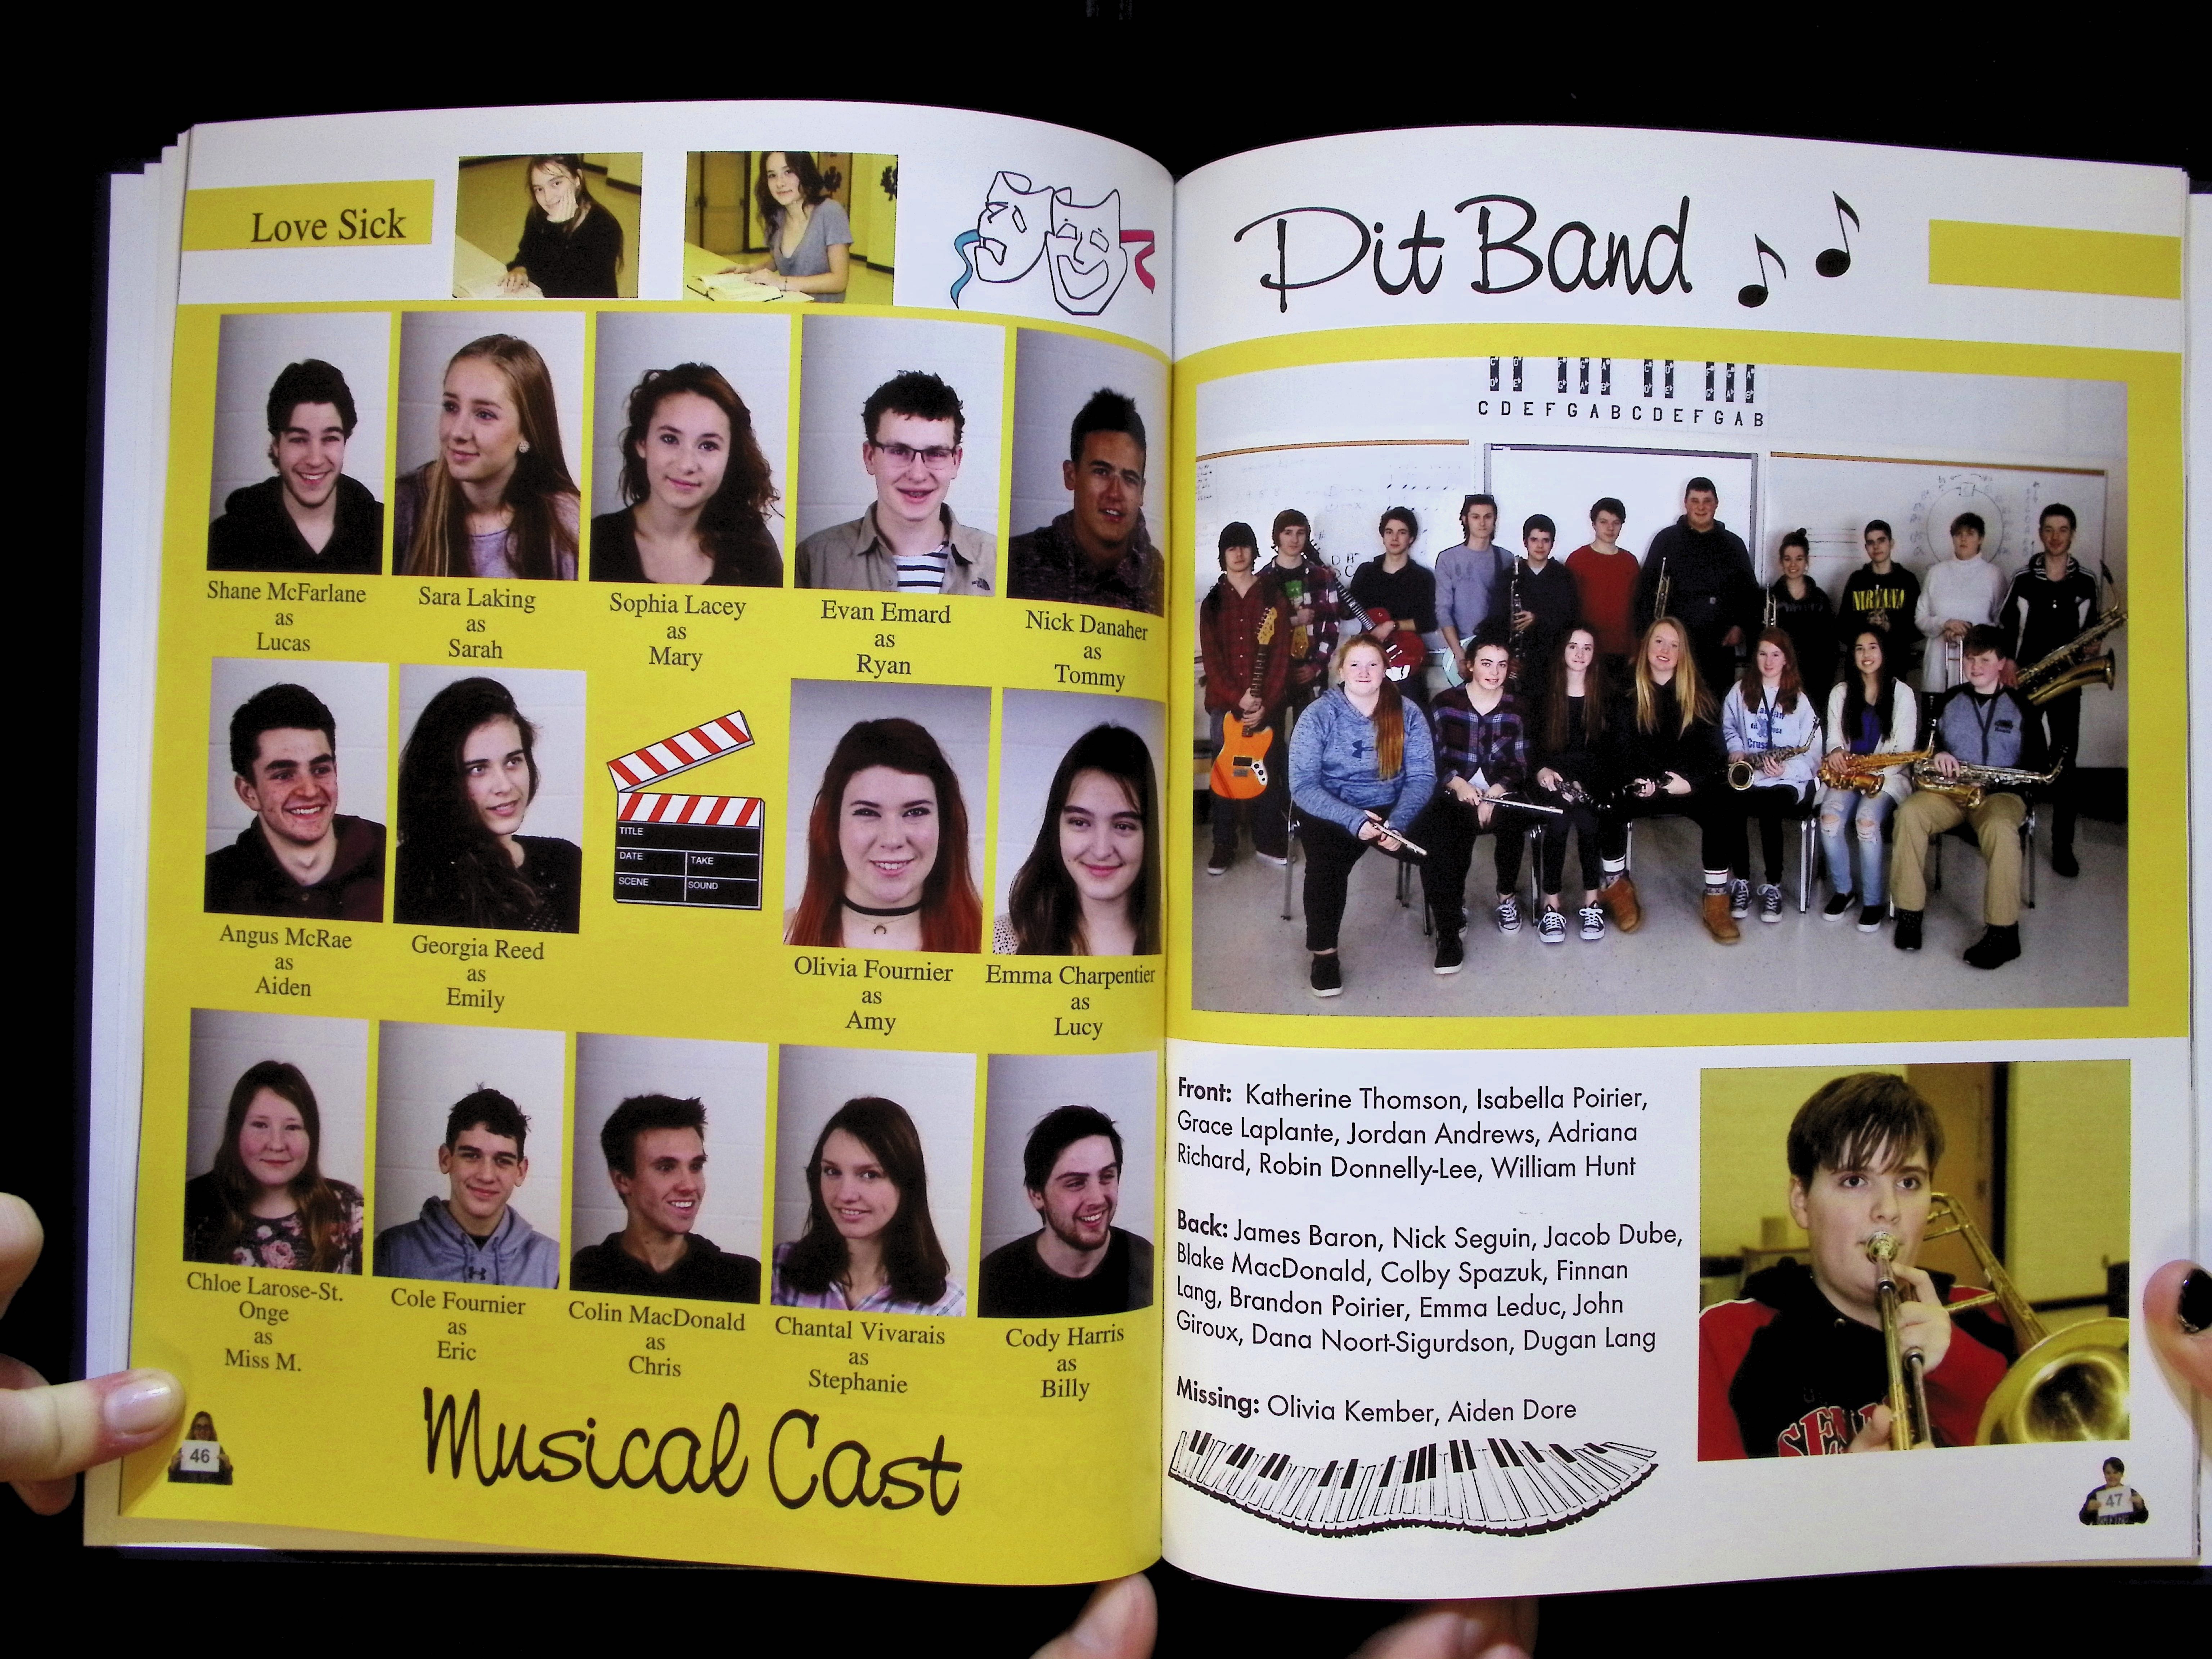 Love Sick
Shane McFarlane
as
Lucas
Sara Laking
as
Sarah
Sophia Lacey
as
Mary
Evan Emard
as
Ryan
Nick Danaher
as
Tommy
Angus McRae
as
Aiden
Georgia Reed
as
Emily
TITLE
DATE TAKE
SCENE SOUND
Olivia Fournier
as
Amy
Emma Charpentier
as
Lucy
Chloe Larose-St.
Onge
as
Miss M.
Cole Fournier
as
Eric
Colin MacDonald
as
Chris
Chantal Vivarais
as
Stephanie
Cody Harris
as
Billy
Musical Cast
46
Pit Band
C D E F G A B C D E F G A B
NIRVANA
Front: Katherine Thomson, Isabella Poirier,
Grace Laplante, Jordan Andrews, Adriana
Richard, Robin Donnelly-Lee, William Hunt
Back: James Baron, Nick Seguin, Jacob Dube,
Blake MacDonald, Colby Spazuk, Finnan
Lang, Brandon Poirier, Emma Leduc, John
Giroux, Dana Noort-Sigurdson, Dugan Lang
Missing: Olivia Kember, Aiden Dore
47